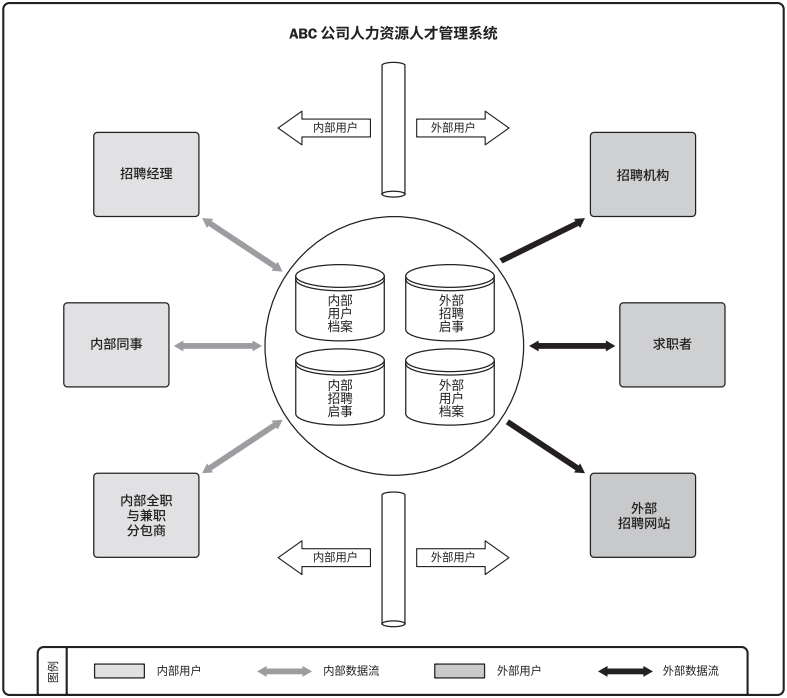 ABC 公司人力资源人才管理系统
内部用户
外部用户
招聘经理
招聘机构
内部
用户
档案
外部
招聘
启事
内部同事
求职者
内部
招聘
启事
外部
用户
档案
内部全职
与兼职
分包商
外部
招聘网站
内部用户
外部用户
图例
内部用户
内部数据流
外部用户
外部数据流